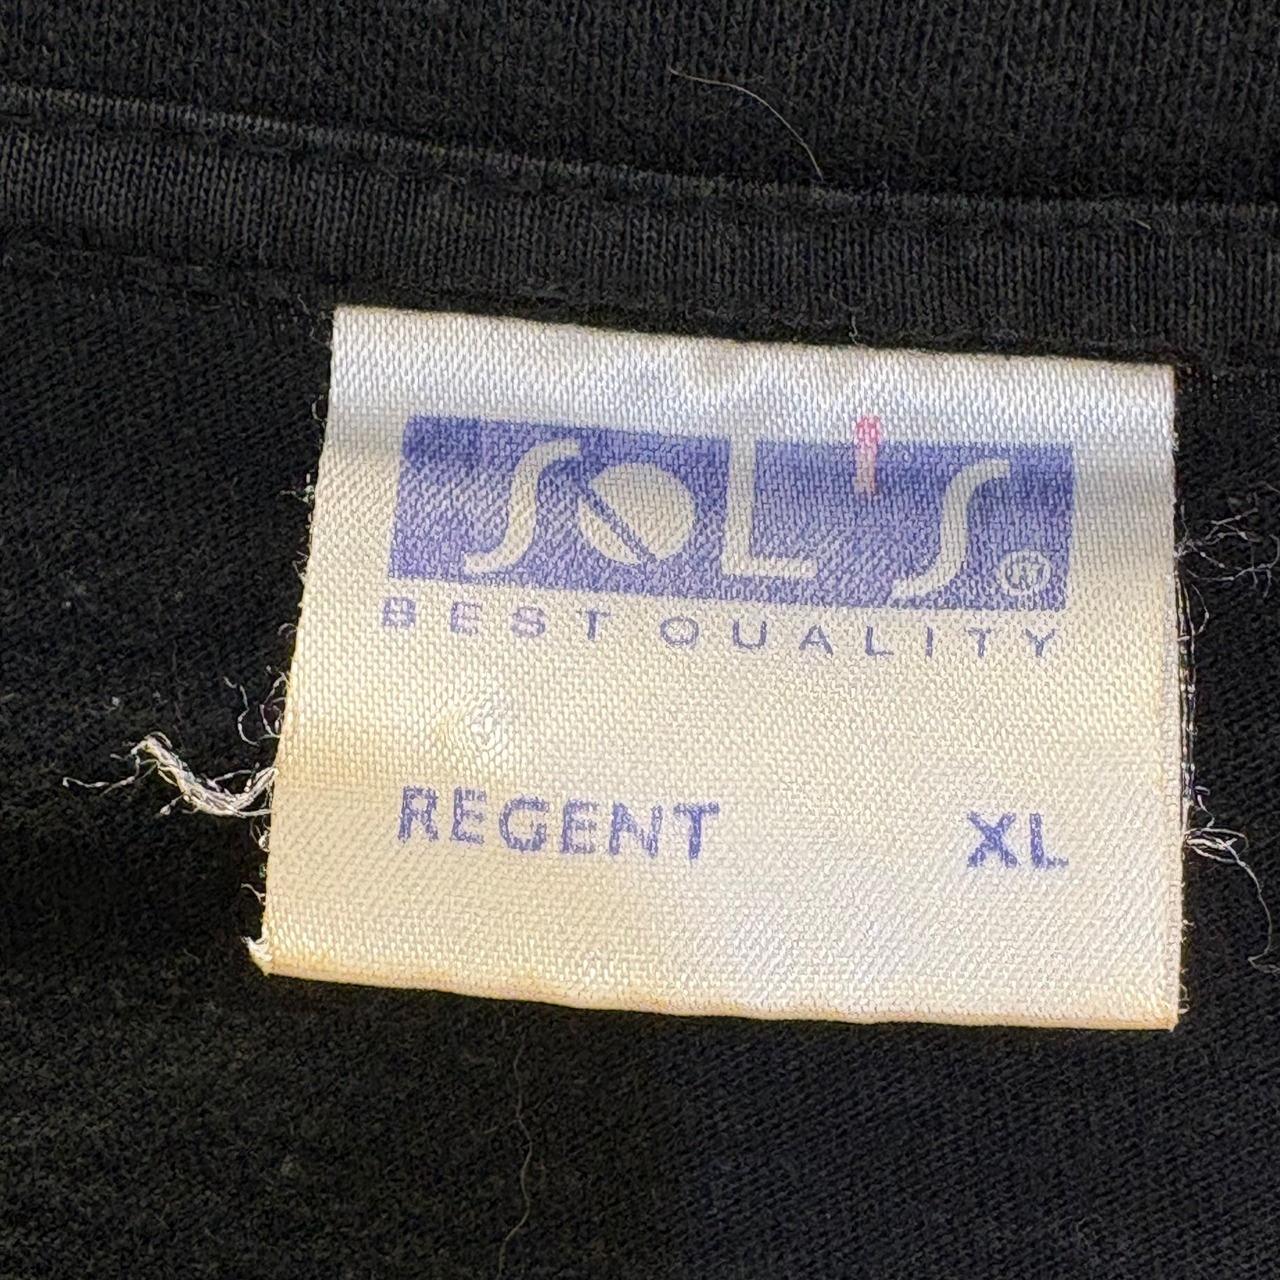 SOL'S ®
BEST QUALITY
REGENT XL